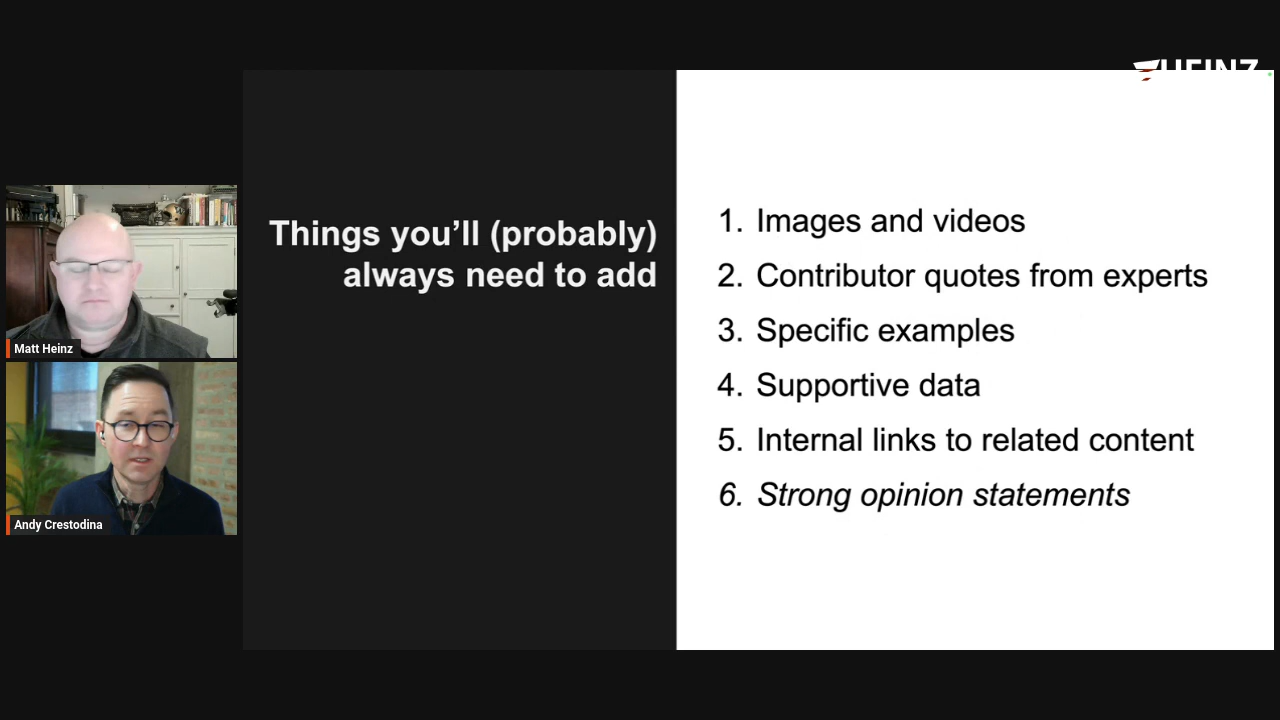 HEINZ
Things you'll (probably)
always need to add
1. Images and videos
2. Contributor quotes from experts
3. Specific examples
4. Supportive data
5. Internal links to related content
6. Strong opinion statements
Matt Heinz
Andy Crestodina